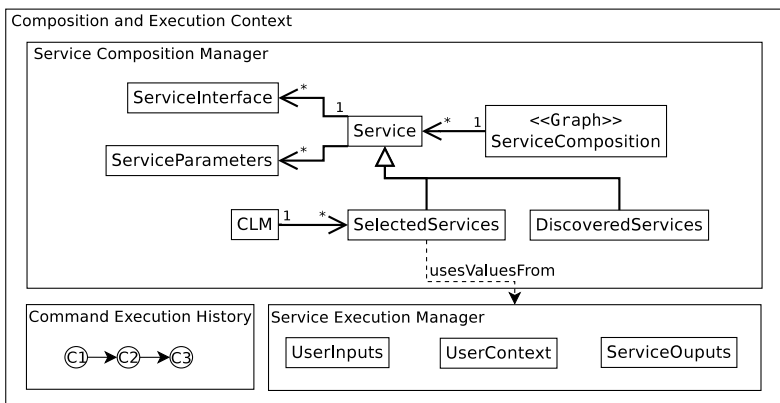 Composition and Execution Context
Service Composition Manager
ServiceInterface
*
1
Service
*
1
<<Graph>>
ServiceComposition
*
ServiceParameters
CLM
1
*
SelectedServices
DiscoveredServices
usesValuesFrom
Command Execution History
C1
C2
C3
Service Execution Manager
UserInputs
UserContext
ServiceOuputs